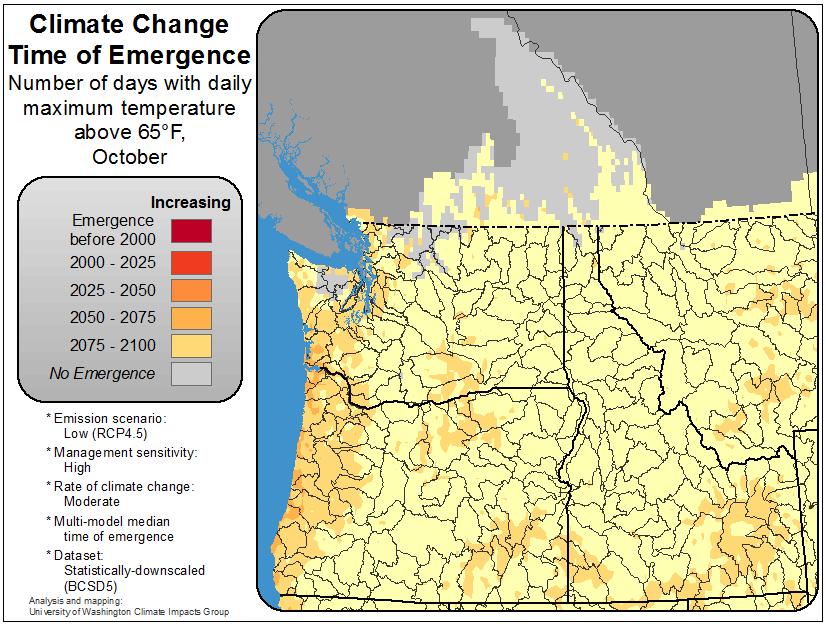 Climate Change
Time of Emergence
Number of days with daily
maximum temperature
above 65°F,
October
Increasing
Emergence
before 2000
2000 - 2025
2025 - 2050
2050 - 2075
2075 - 2100
No Emergence
* Emission scenario:
Low (RCP4.5)
* Management sensitivity:
High
* Rate of climate change:
Moderate
* Multi-model median
time of emergence
* Dataset:
Statistically-downscaled
(BCSD5)
Analysis and mapping:
University of Washington Climate Impacts Group